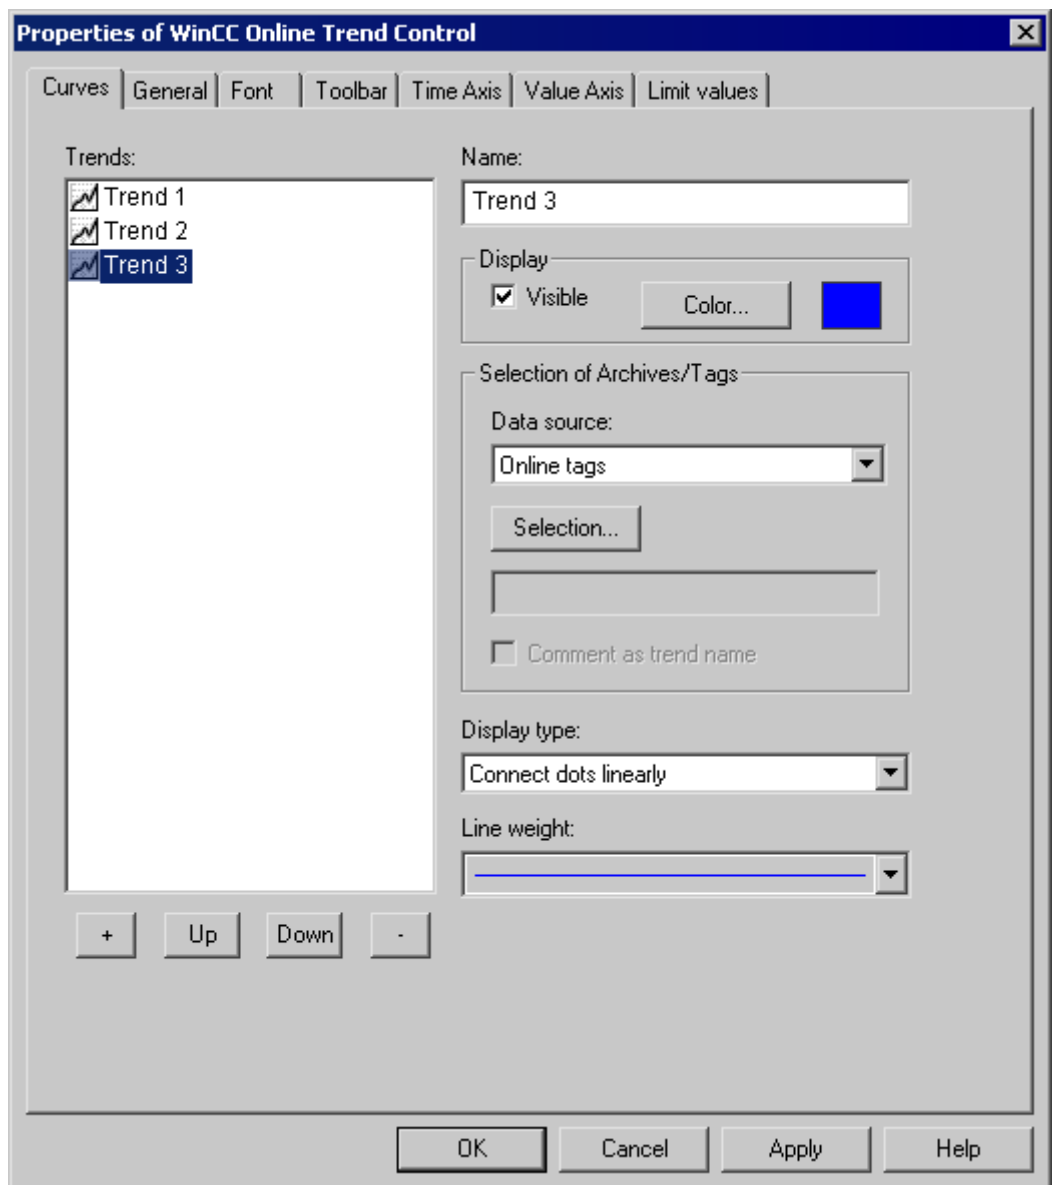 Properties of WinCC Online Trend Control
Curves General Font Toolbar Time Axis Value Axis Limit values
Trends:
Trend 1
Trend 2
Trend 3
+ Up Down -
Name:
Trend 3
Display
Visible Color...
Selection of Archives/Tags
Data source:
Online tags
Selection...
Comment as trend name
Display type:
Connect dots linearly
Line weight:
OK Cancel Apply Help